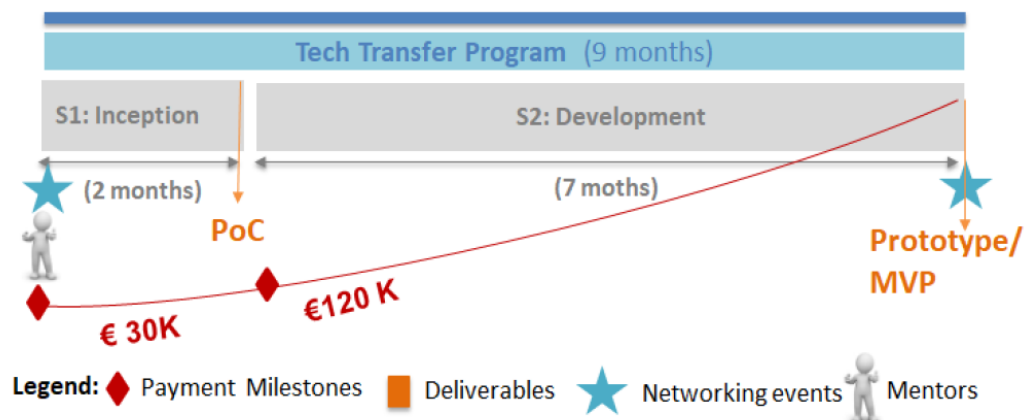 Tech Transfer Program (9 months)
S1: Inception
S2: Development
(2 months)
(7 moths)
PoC
Prototype/
MVP
€ 30K
€120 K
Legend: Payment Milestones Deliverables Networking events Mentors